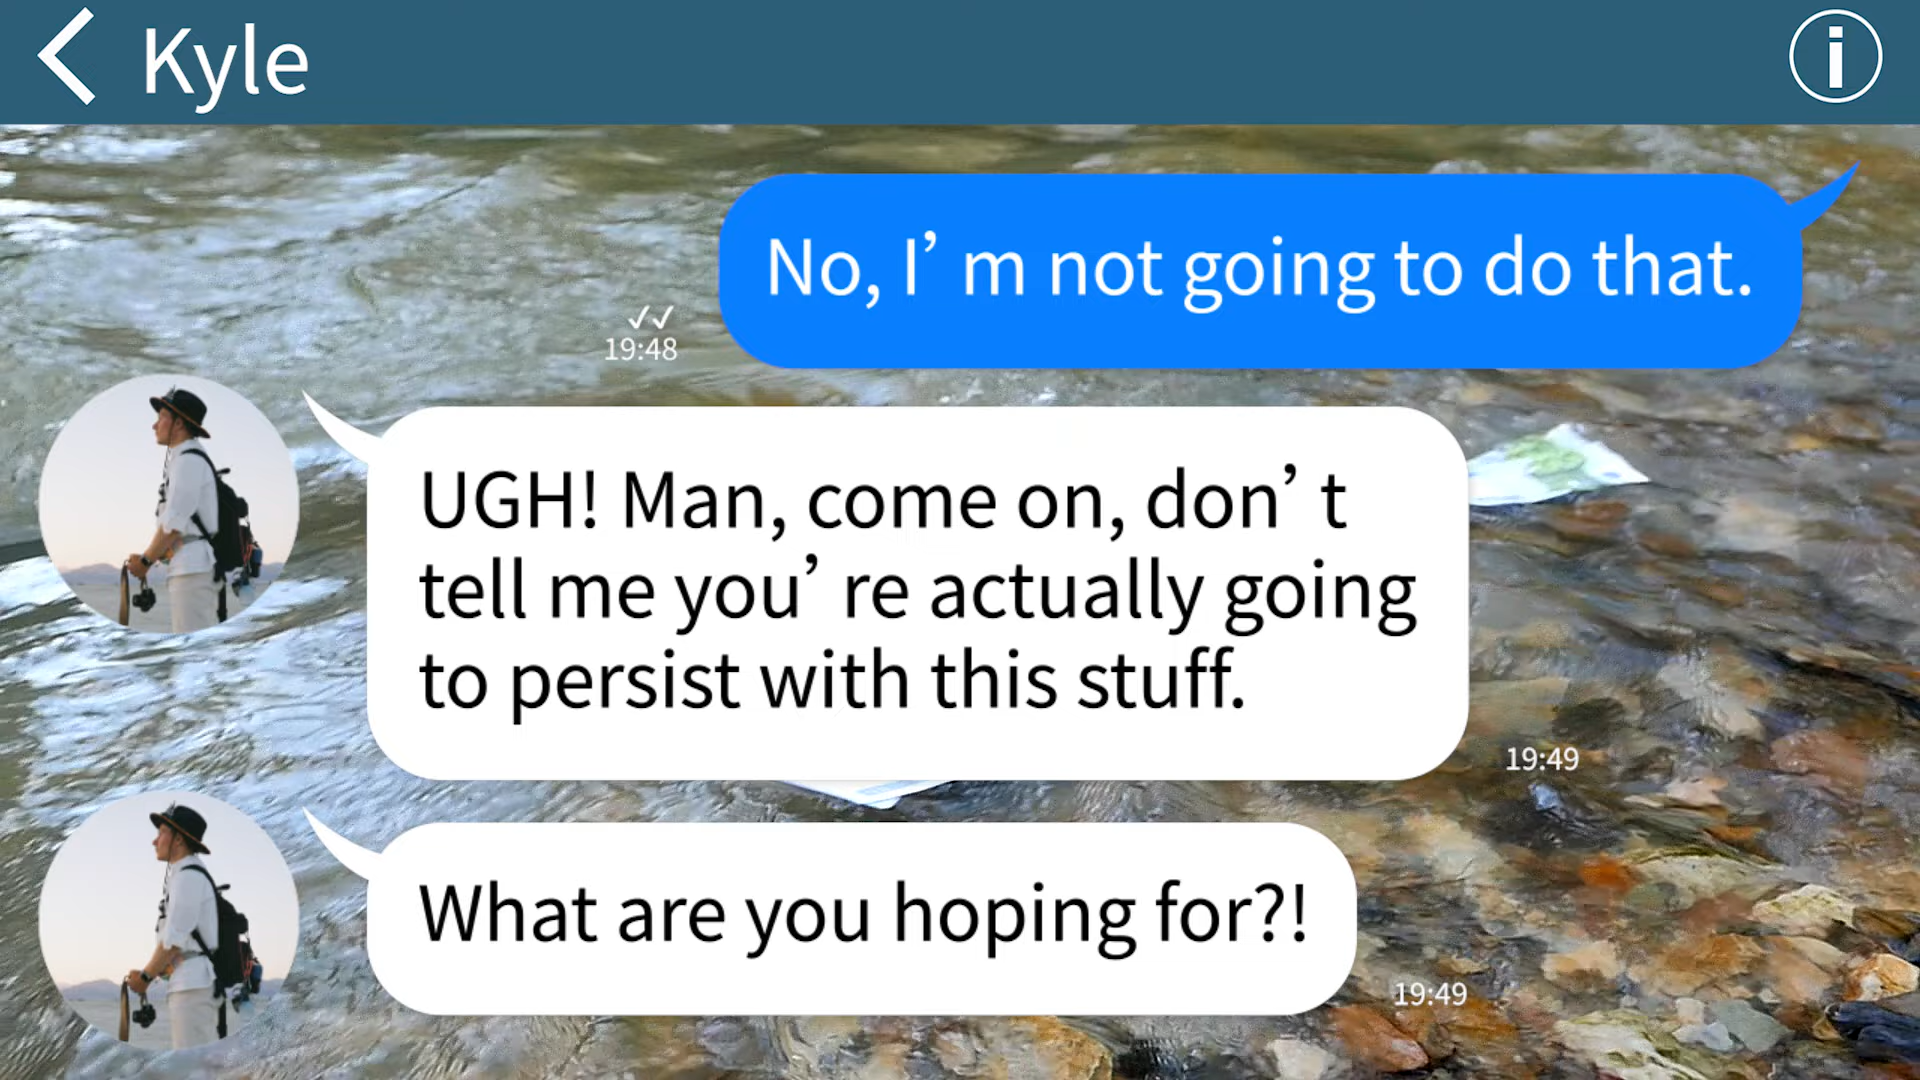 Kyle
No, I’m not going to do that.
19:48
UGH! Man, come on, don’t
tell me you’re actually going
to persist with this stuff.
19:49
What are you hoping for?!
19:49